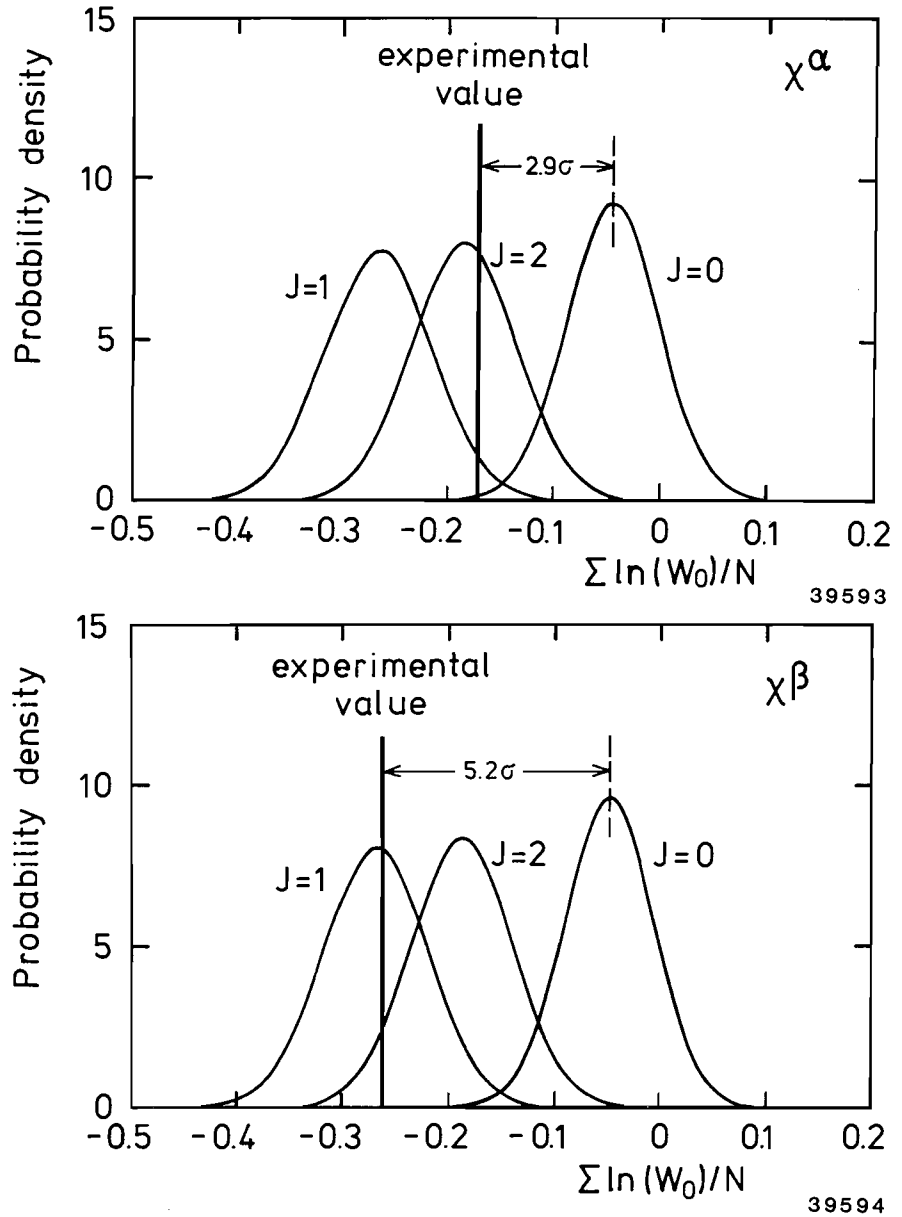 15
10
5
0
Probability density
experimental
value
χα
2.9σ
J=1
J=2
J=0
-0.5
-0.4
-0.3
-0.2
-0.1
0
0.1
0.2
Σ ln (W0)/N
39593
15
10
5
0
Probability density
experimental
value
χβ
5.2σ
J=1
J=2
J=0
-0.5
-0.4
-0.3
-0.2
-0.1
0
0.1
0.2
Σ ln (W0)/N
39594